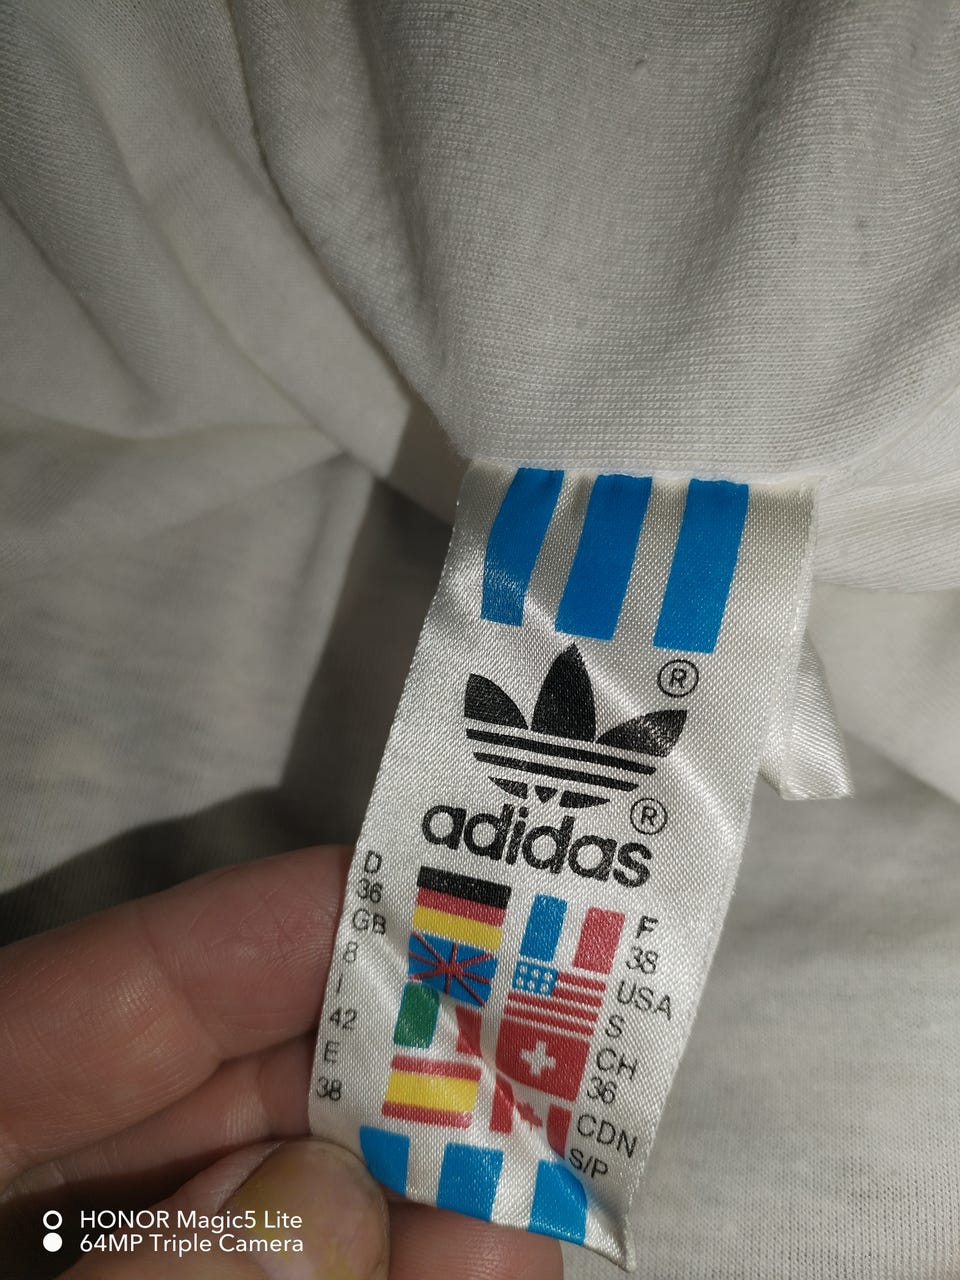 ®
®
adidas
D
36
GB
8
I
42
E
38
F
38
USA
S
CH
36
CDN
S/P
HONOR Magic5 Lite
64MP Triple Camera